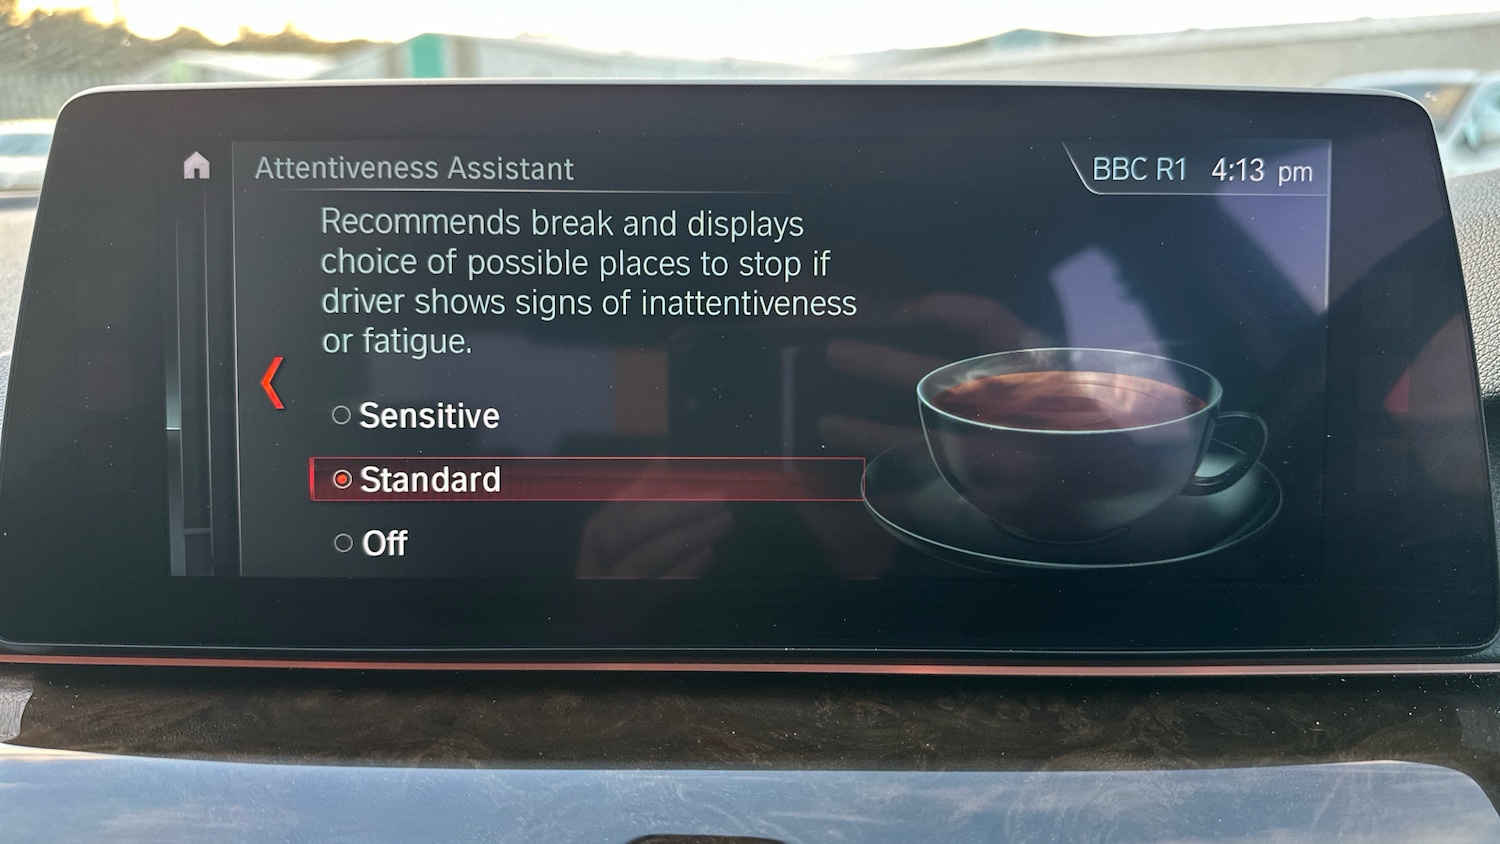 Attentiveness Assistant
BBC R1 4:13 pm
Recommends break and displays
choice of possible places to stop if
driver shows signs of inattentiveness
or fatigue.
Sensitive
Standard
Off